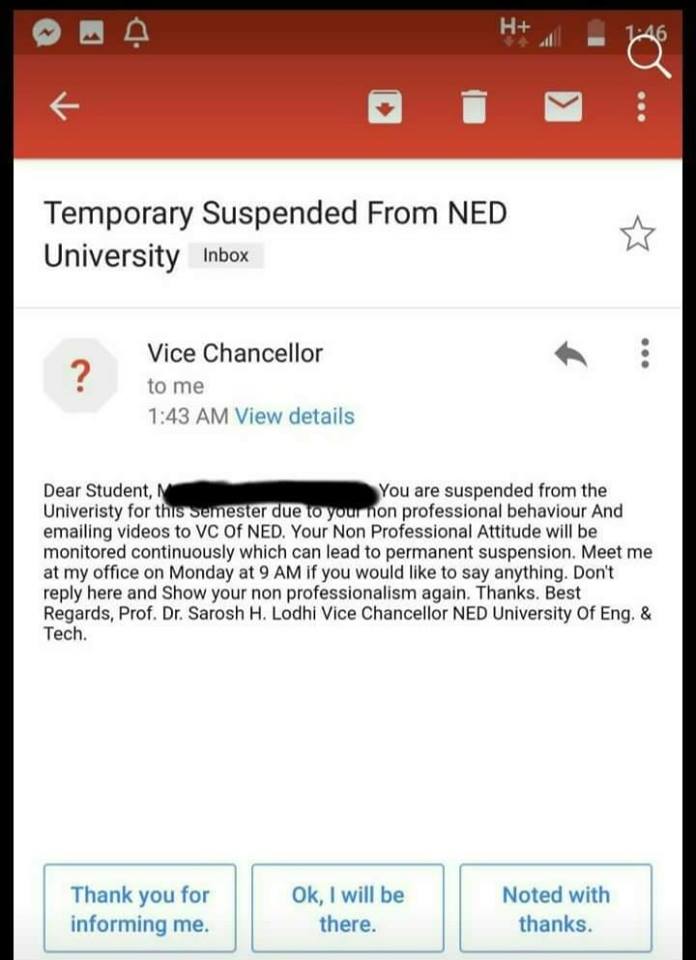 H+ 1:46
Temporary Suspended From NED
University Inbox
?
Vice Chancellor
to me
1:43 AM View details
Dear Student, M You are suspended from the
Univeristy for this Semester due to your non professional behaviour And
emailing videos to VC Of NED. Your Non Professional Attitude will be
monitored continuously which can lead to permanent suspension. Meet me
at my office on Monday at 9 AM if you would like to say anything. Don't
reply here and Show your non professionalism again. Thanks. Best
Regards, Prof. Dr. Sarosh H. Lodhi Vice Chancellor NED University Of Eng. &
Tech.
Thank you for
informing me.
Ok, I will be
there.
Noted with
thanks.